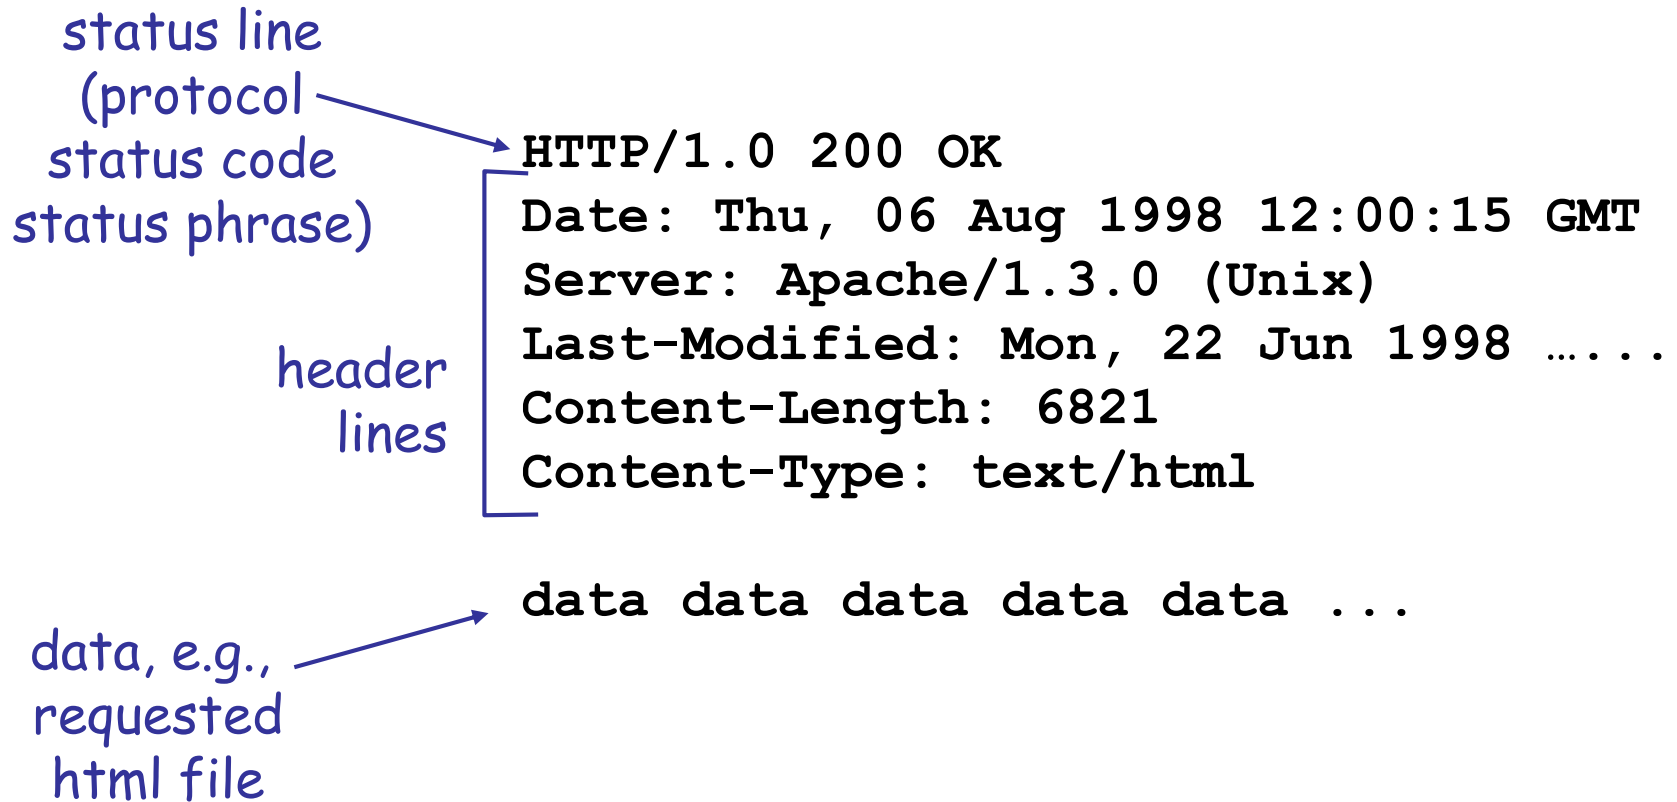 status line
(protocol
status code
status phrase)
HTTP/1.0 200 OK
Date: Thu, 06 Aug 1998 12:00:15 GMT
Server: Apache/1.3.0 (Unix)
Last-Modified: Mon, 22 Jun 1998 …...
Content-Length: 6821
Content-Type: text/html
header
lines
data data data data data ...
data, e.g.,
requested
html file